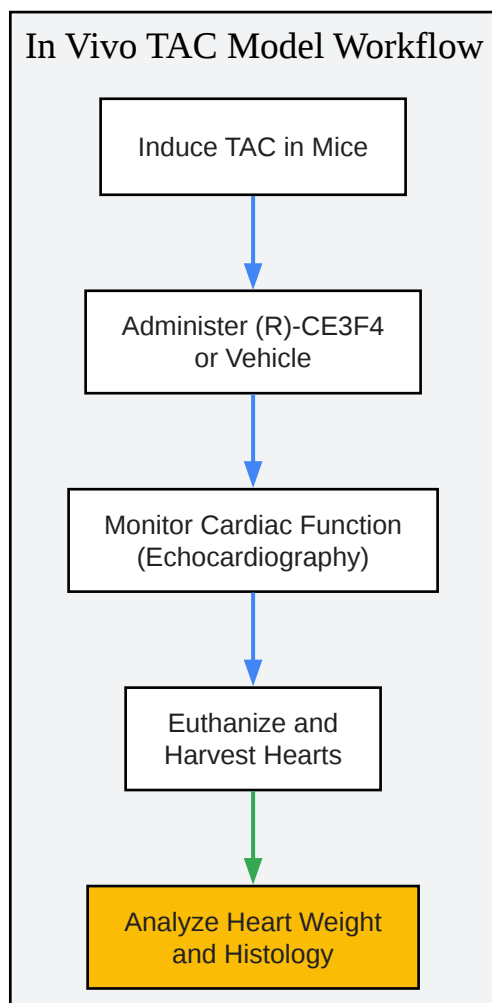 In Vivo TAC Model Workflow
Induce TAC in Mice
Administer (R)-CE3F4
or Vehicle
Monitor Cardiac Function
(Echocardiography)
Euthanize and
Harvest Hearts
Analyze Heart Weight
and Histology